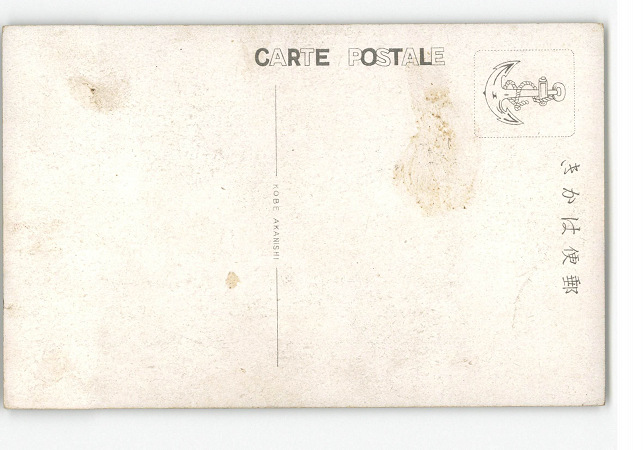 CARTE POSTALE
KOBE AKANISHI
きかは便郵